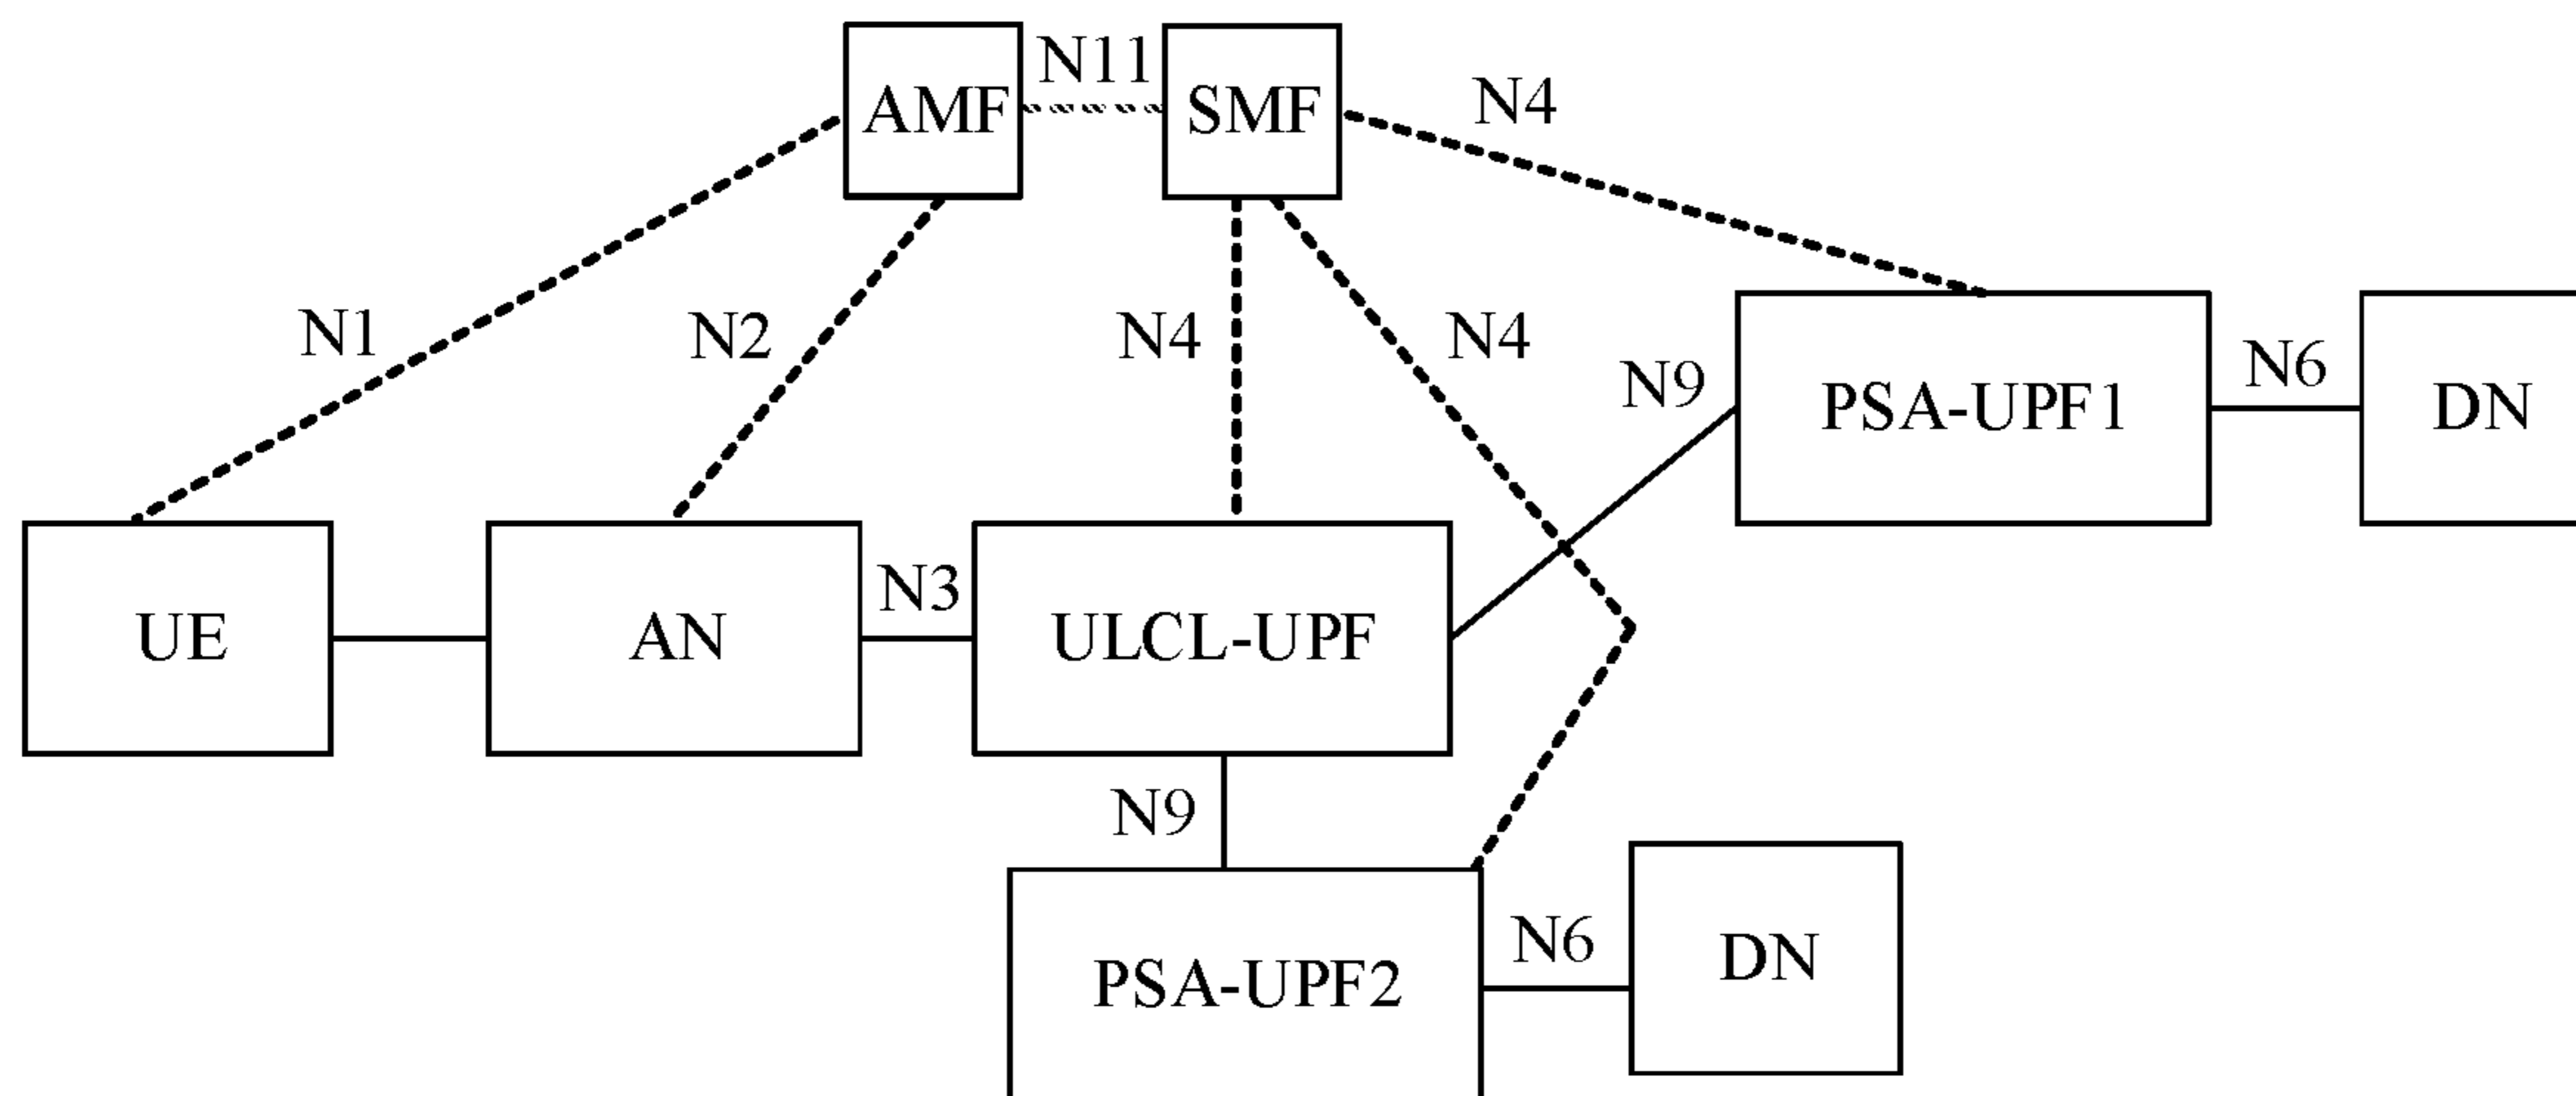 N11
AMF
SMF
N4
N1
N2
N4
N4
N9
PSA-UPF1
N6
DN
UE
AN
N3
ULCL-UPF
N9
PSA-UPF2
N6
DN